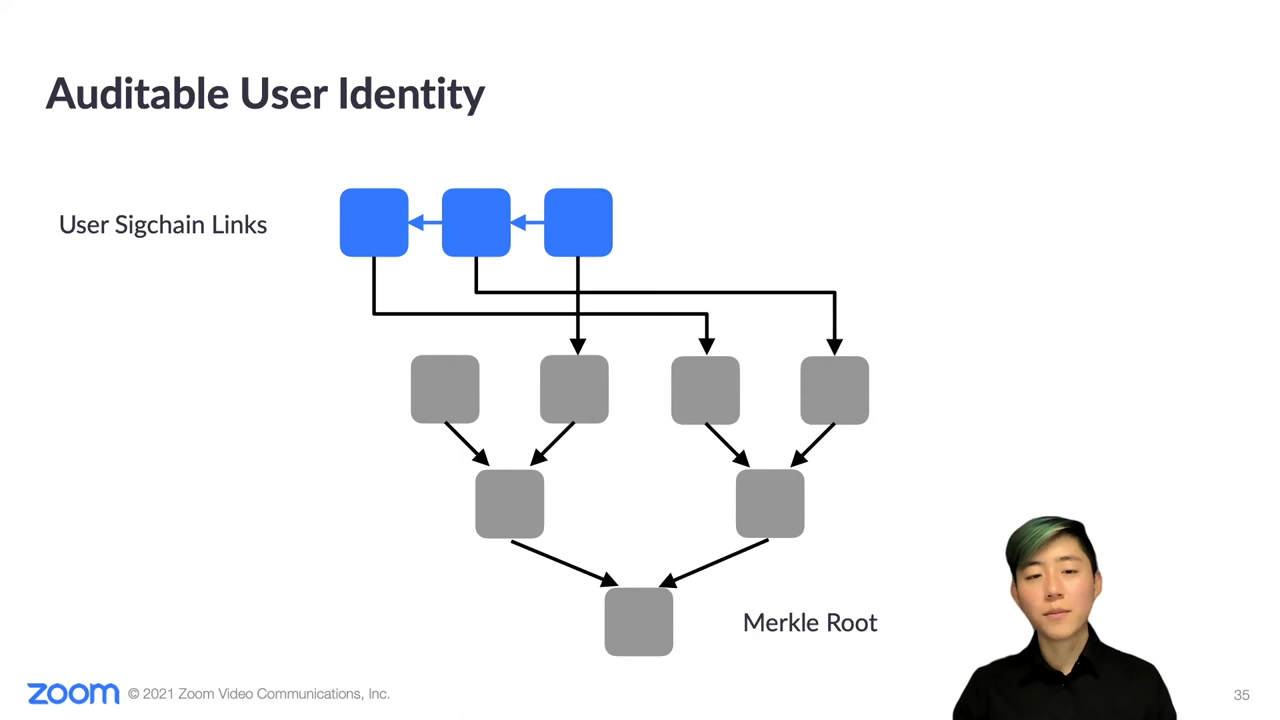 Auditable User Identity
User Sigchain Links
Merkle Root
zoom © 2021 Zoom Video Communications, Inc.
35